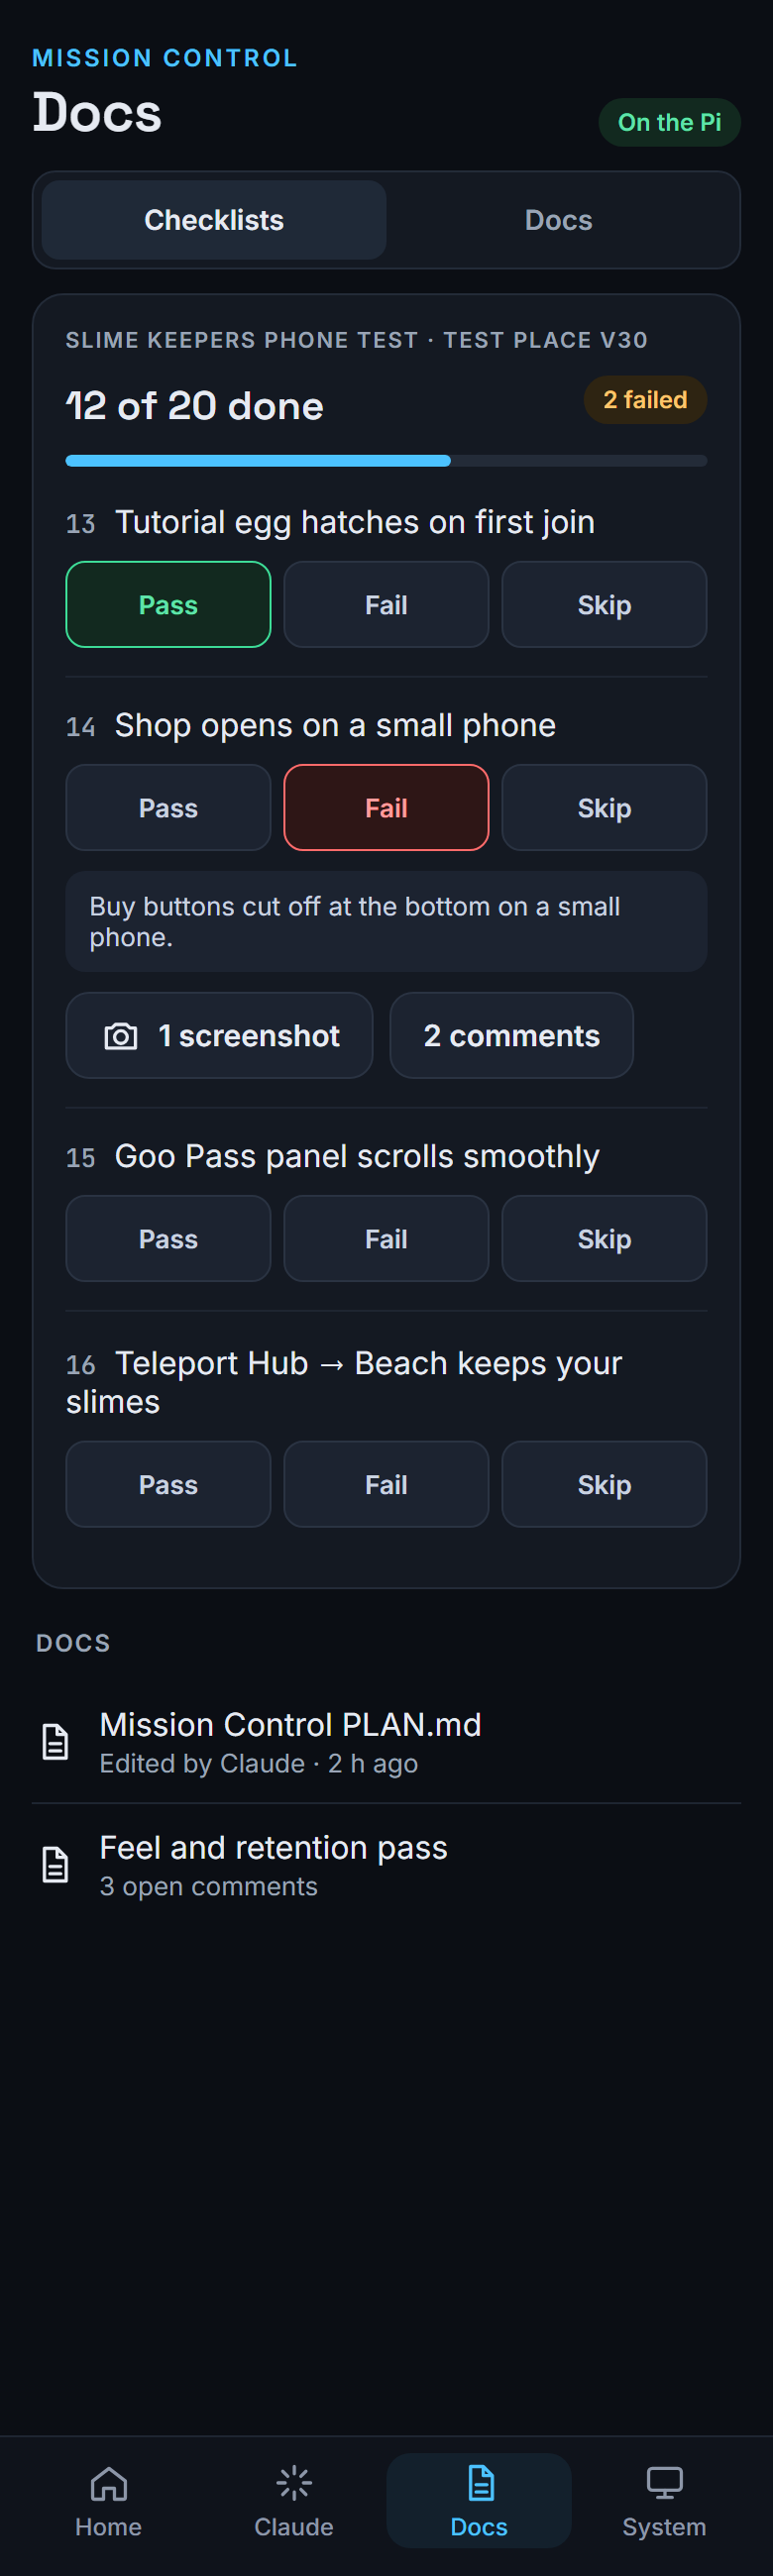 MISSION CONTROL
Docs
On the Pi
Checklists
Docs
SLIME KEEPERS PHONE TEST · TEST PLACE V30
12 of 20 done
2 failed
13 Tutorial egg hatches on first join
Pass
Fail
Skip
14 Shop opens on a small phone
Pass
Fail
Skip
Buy buttons cut off at the bottom on a small
phone.
1 screenshot
2 comments
15 Goo Pass panel scrolls smoothly
Pass
Fail
Skip
16 Teleport Hub → Beach keeps your
slimes
Pass
Fail
Skip
DOCS
Mission Control PLAN.md
Edited by Claude · 2 h ago
Feel and retention pass
3 open comments
Home
Claude
Docs
System